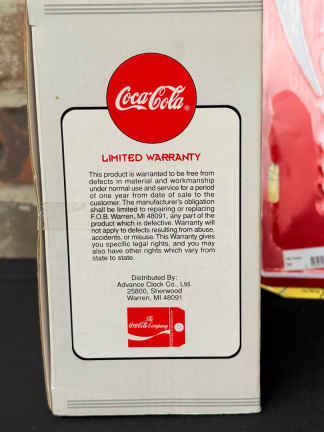 Coca-Cola®
LIMITED WARRANTY
This product is warranted to be free from
defects in material and workmanship
under normal use and service for a period
of one year from date of sale to the
customer. The manufacturer's obligation
shall be limited to repairing or replacing
F.O.B. Warren, MI 48091, any part of the
product which is defective. Warranty will
not apply to defects resulting from abuse,
accidents, or misuse. This Warranty gives
you specific legal rights, and you may
also have other rights which vary from
state to state.
Distributed By:
Advance Clock Co., Ltd.
25800, Sherwood
Warren, MI 48091
The
Coca-Cola Company